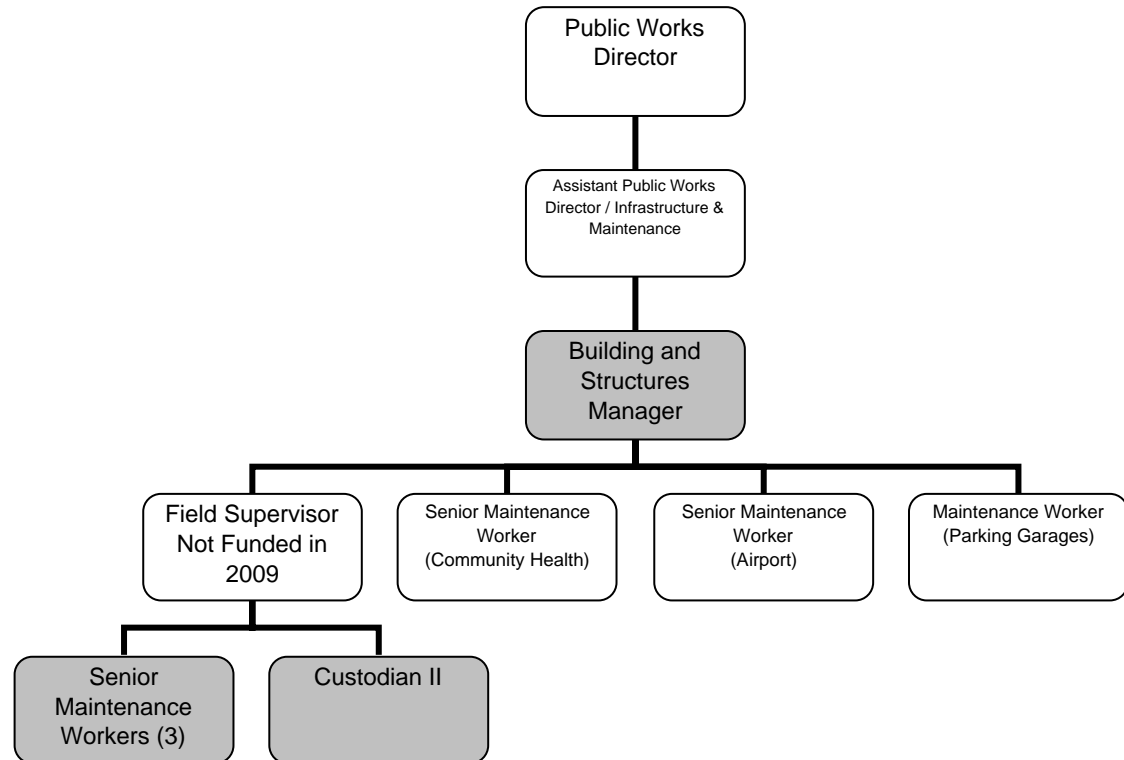 Public Works
Director
Assistant Public Works
Director / Infrastructure &
Maintenance
Building and
Structures
Manager
Field Supervisor
Not Funded in
2009
Senior Maintenance
Worker
(Community Health)
Senior Maintenance
Worker
(Airport)
Maintenance Worker
(Parking Garages)
Senior
Maintenance
Workers (3)
Custodian II